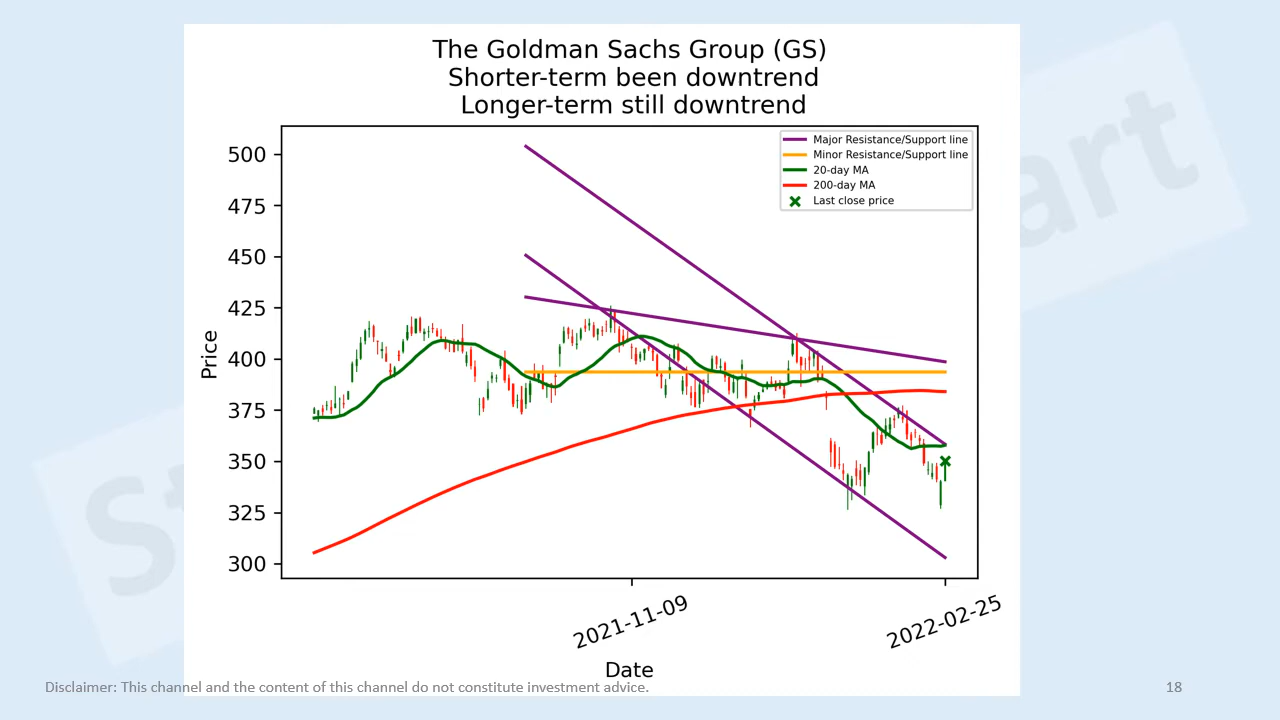 The Goldman Sachs Group (GS)
Shorter-term been downtrend
Longer-term still downtrend
Major Resistance/Support line
Minor Resistance/Support line
20-day MA
200-day MA
Last close price
500
475
450
425
400
375
350
325
300
Price
2021-11-09
2022-02-25
Date
Disclaimer: This channel and the content of this channel do not constitute investment advice.
18
St
art